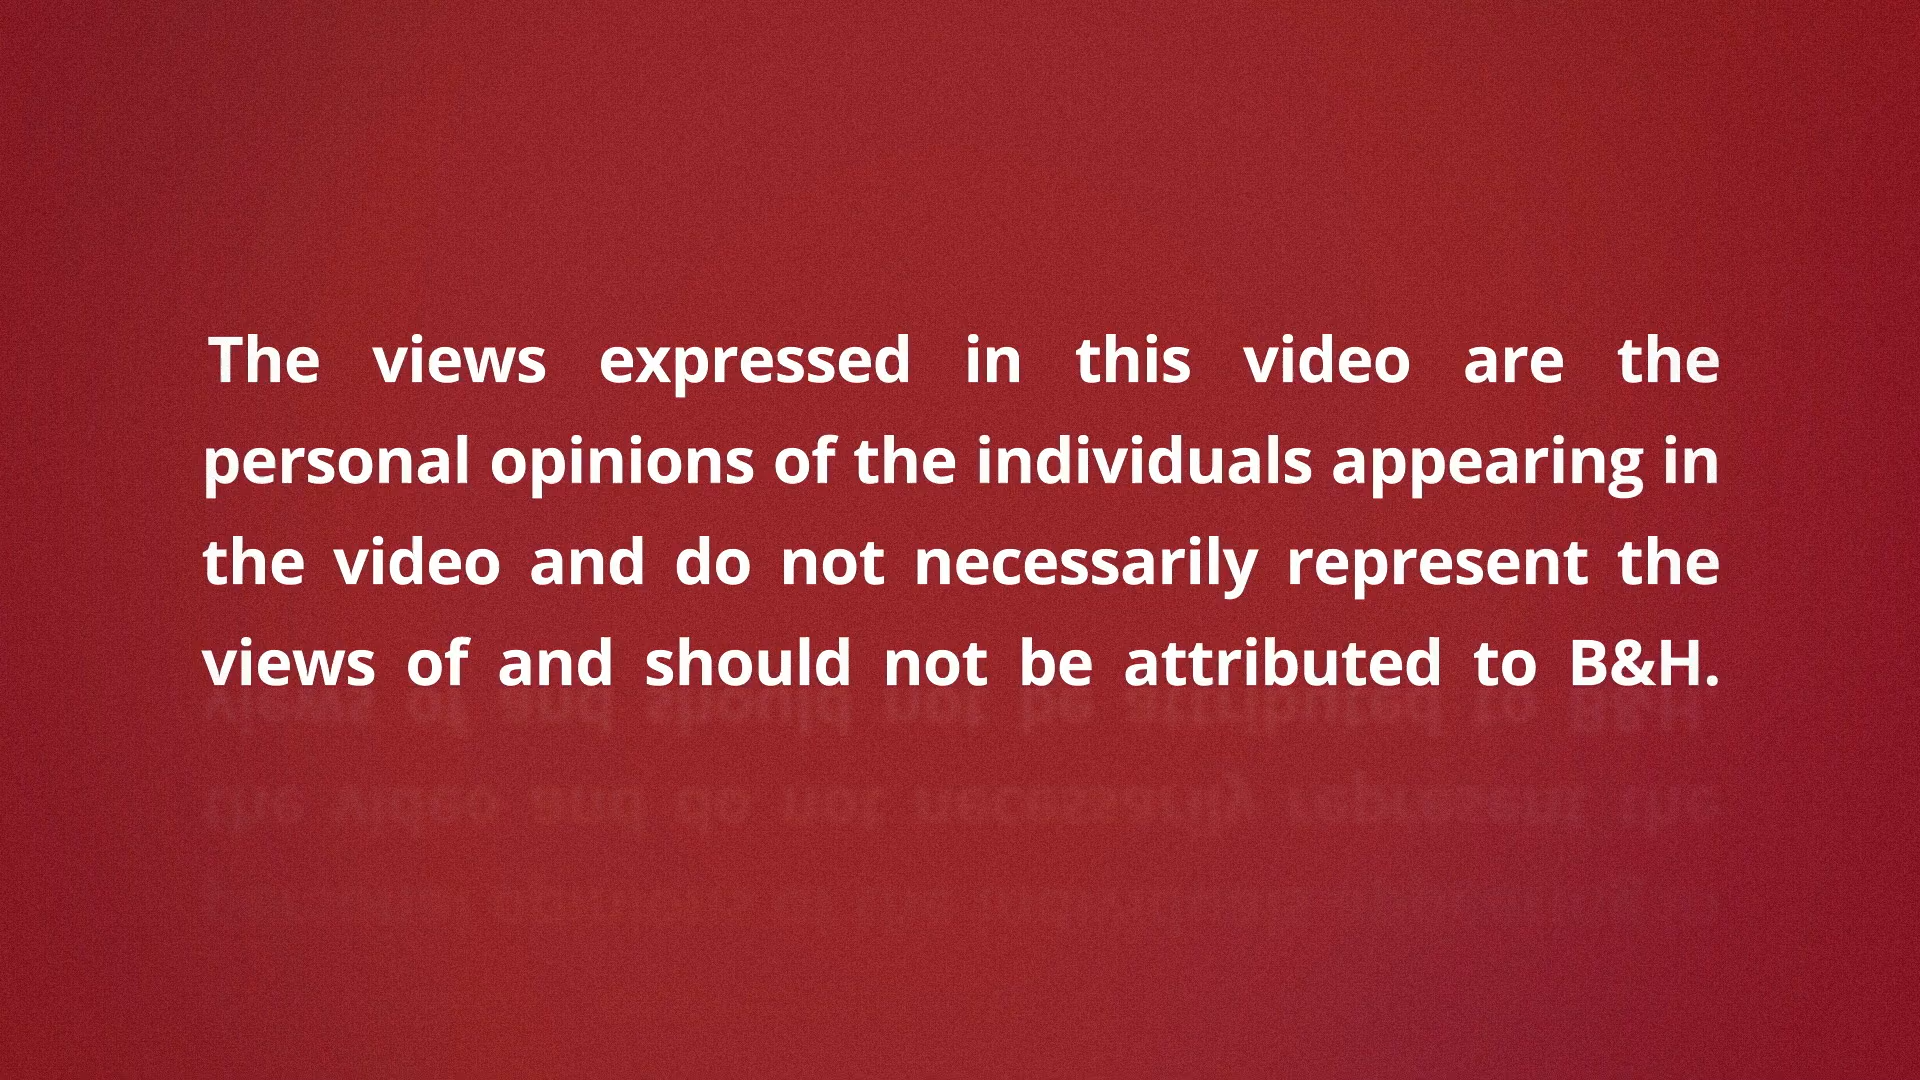 The views expressed in this video are the
personal opinions of the individuals appearing in
the video and do not necessarily represent the
views of and should not be attributed to B&H.